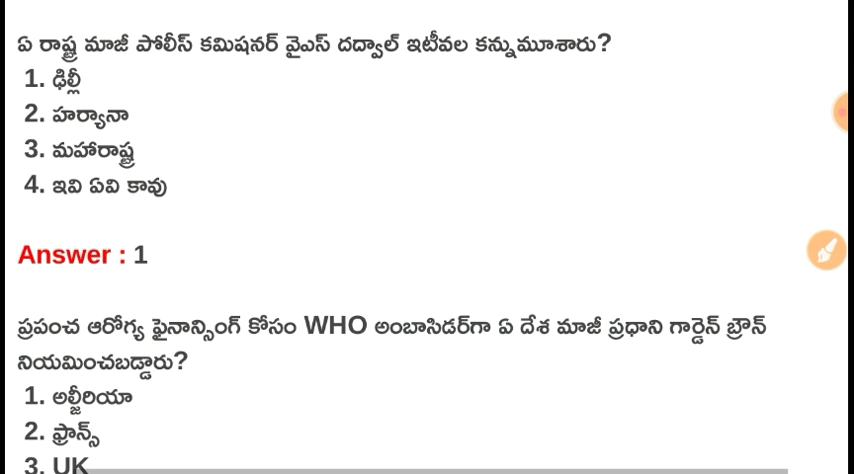 ఏ రాష్ట్ర మాజీ పోలీస్ కమిషనర్ వైఎస్ దద్వాల్ ఇటీవల కన్నుమూశారు?
1. ఢిల్లీ
2. హర్యానా
3. మహారాష్ట్ర
4. ఇవి ఏవి కావు
Answer : 1
ప్రపంచ ఆరోగ్య ఫైనాన్సింగ్ కోసం WHO అంబాసిడర్‌గా ఏ దేశ మాజీ ప్రధాని గార్డెన్ బ్రౌన్
నియమించబడ్డారు?
1. అల్జీరియా
2. ఫ్రాన్స్
3. UK